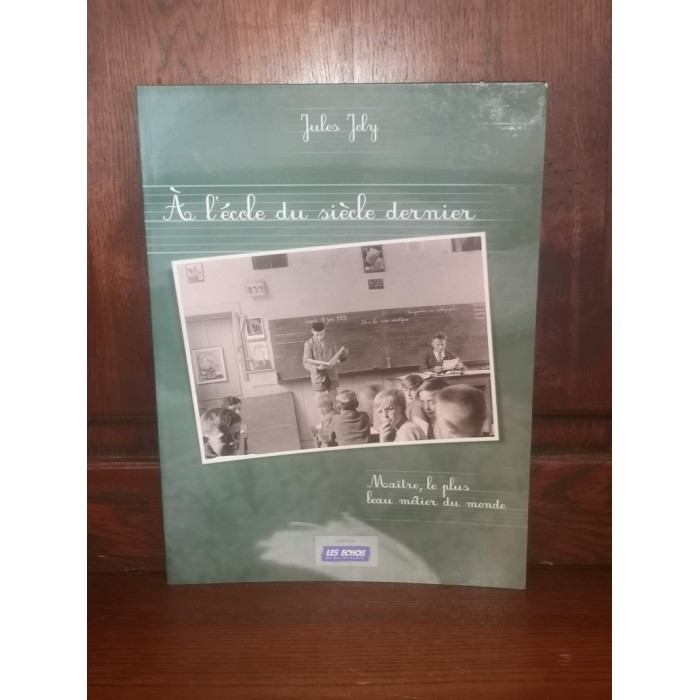 Jules Joly
À l'école du siècle dernier
Maître, le plus
beau métier du monde
LES ECHOS